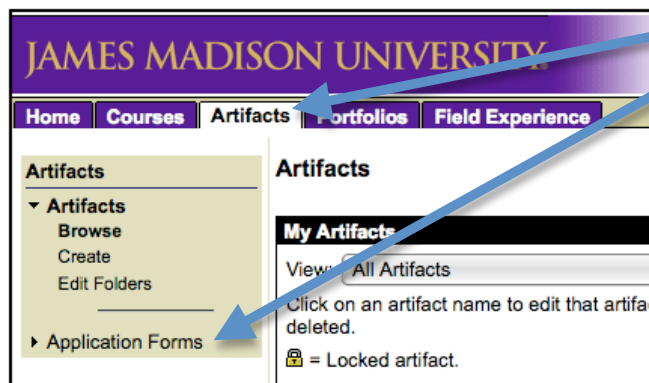 JAMES MADISON UNIVERSITY.
Home Courses Artifacts Portfolios Field Experience
Artifacts
Artifacts
Browse
Create
Edit Folders
Application Forms
Artifacts
My Artifacts
View: All Artifacts
Click on an artifact name to edit that artifa
deleted.
= Locked artifact.